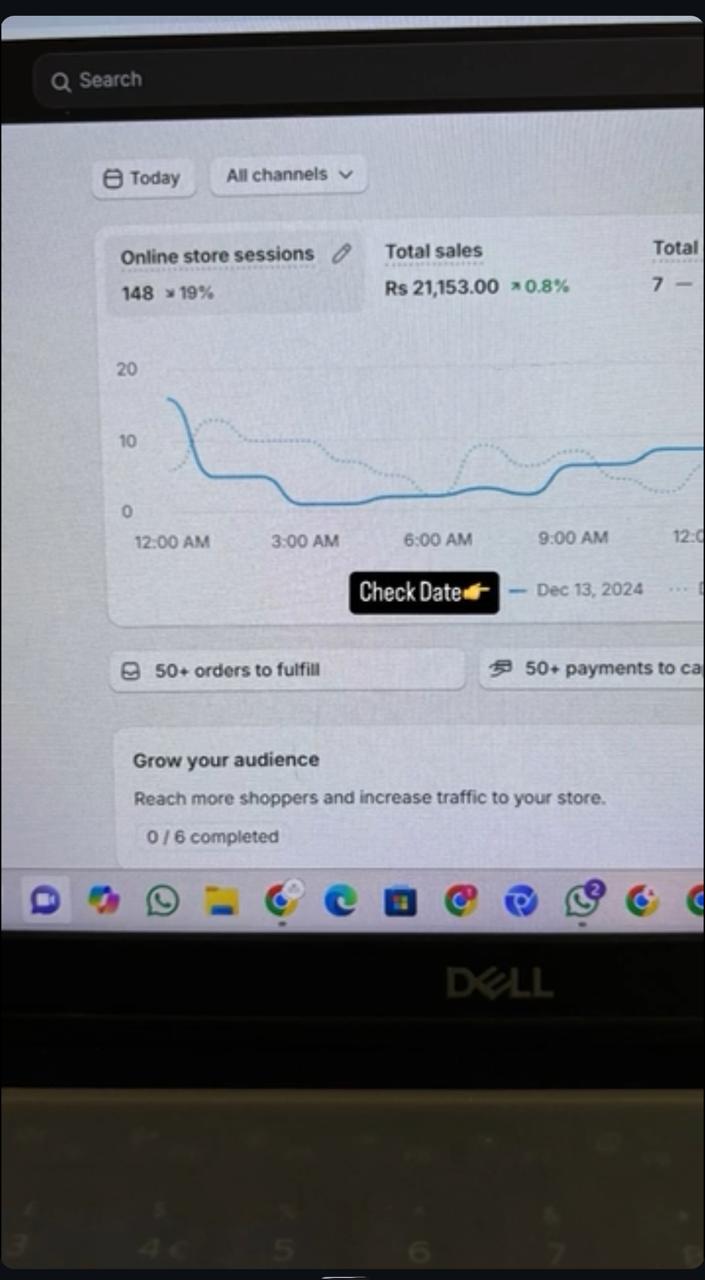 Search
Today
All channels
Online store sessions
148 19%
Total sales
Rs 21,153.00 0.8%
Total
7 —
20
10
0
12:00 AM 3:00 AM 6:00 AM 9:00 AM 12:0
Check Date👉
Dec 13, 2024
50+ orders to fulfill
50+ payments to ca
Grow your audience
Reach more shoppers and increase traffic to your store.
0 / 6 completed
2
DELL
3 4 € 5 6 7